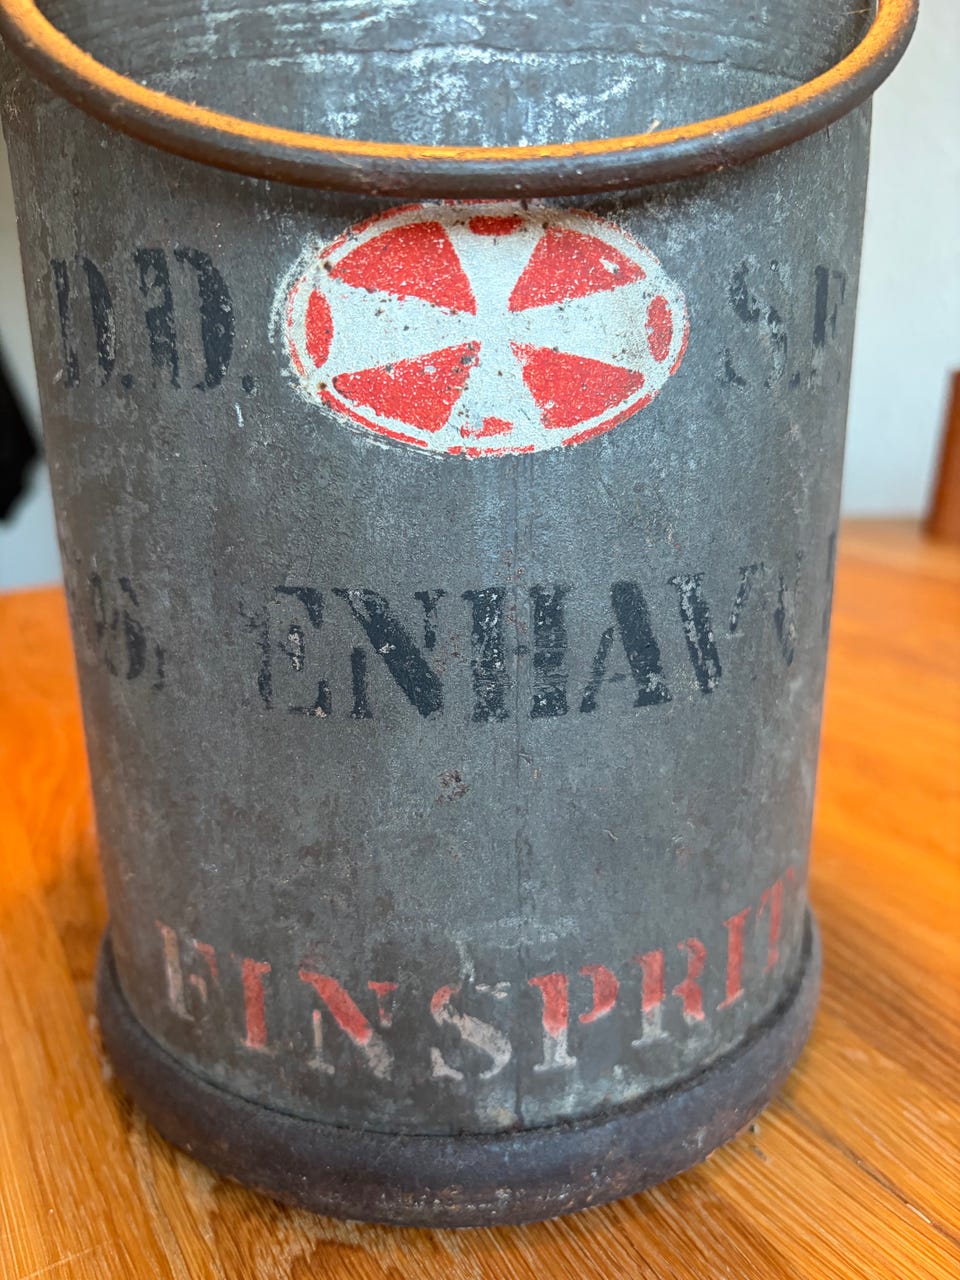 D.D. S.F.
ENHAV
FINSPRIT